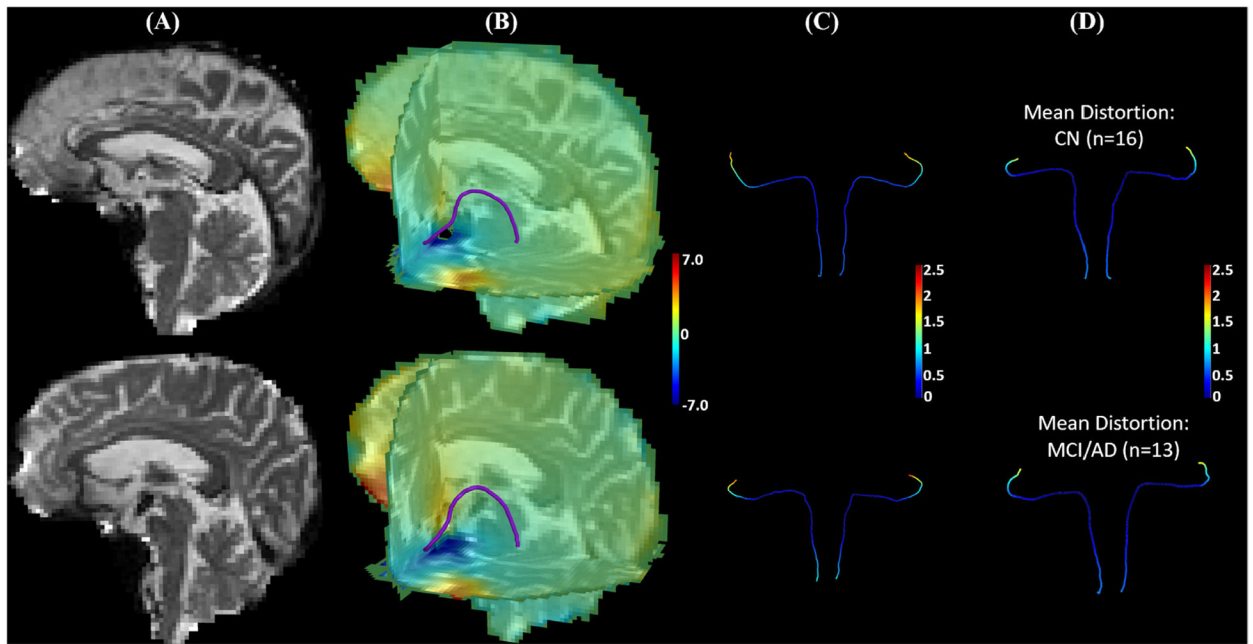 (A)
(B)
(C)
(D)
Mean Distortion:
CN (n=16)
7.0
0
-7.0
2.5
2
1.5
1
0.5
0
2.5
2
1.5
1
0.5
0
Mean Distortion:
MCI/AD (n=13)